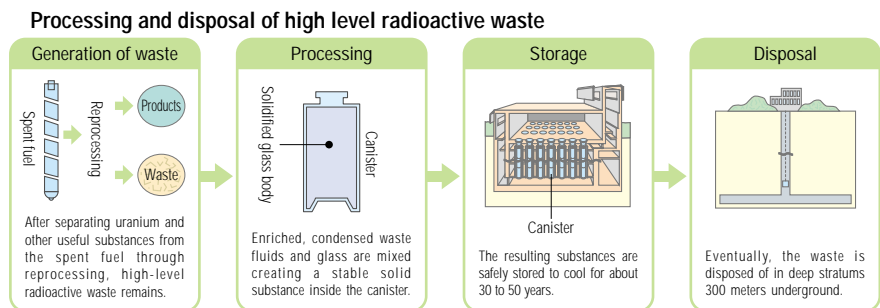 Processing and disposal of high level radioactive waste
Generation of waste
Spent fuel
Reprocessing
Products
Waste
After separating uranium and
other useful substances from
the spent fuel through
reprocessing, high-level
radioactive waste remains.
Processing
Solidified glass body
Canister
Enriched, condensed waste
fluids and glass are mixed
creating a stable solid
substance inside the canister.
Storage
Canister
The resulting substances are
safely stored to cool for about
30 to 50 years.
Disposal
Eventually, the waste is
disposed of in deep stratums
300 meters underground.